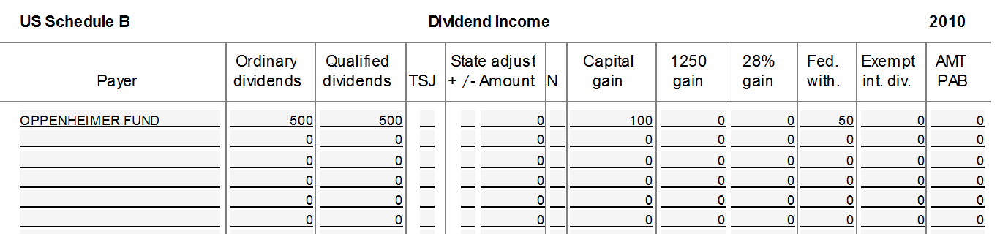 US Schedule B Dividend Income 2010
Ordinary Qualified State adjust Capital 1250 28% Fed. Exempt AMT
Payer dividends dividends TSJ + /- Amount N gain gain gain with. int. div. PAB
OPPENHEIMER FUND 500 500 0 100 0 0 50 0 0
0 0 0 0 0 0 0 0 0
0 0 0 0 0 0 0 0 0
0 0 0 0 0 0 0 0 0
0 0 0 0 0 0 0 0 0
0 0 0 0 0 0 0 0 0